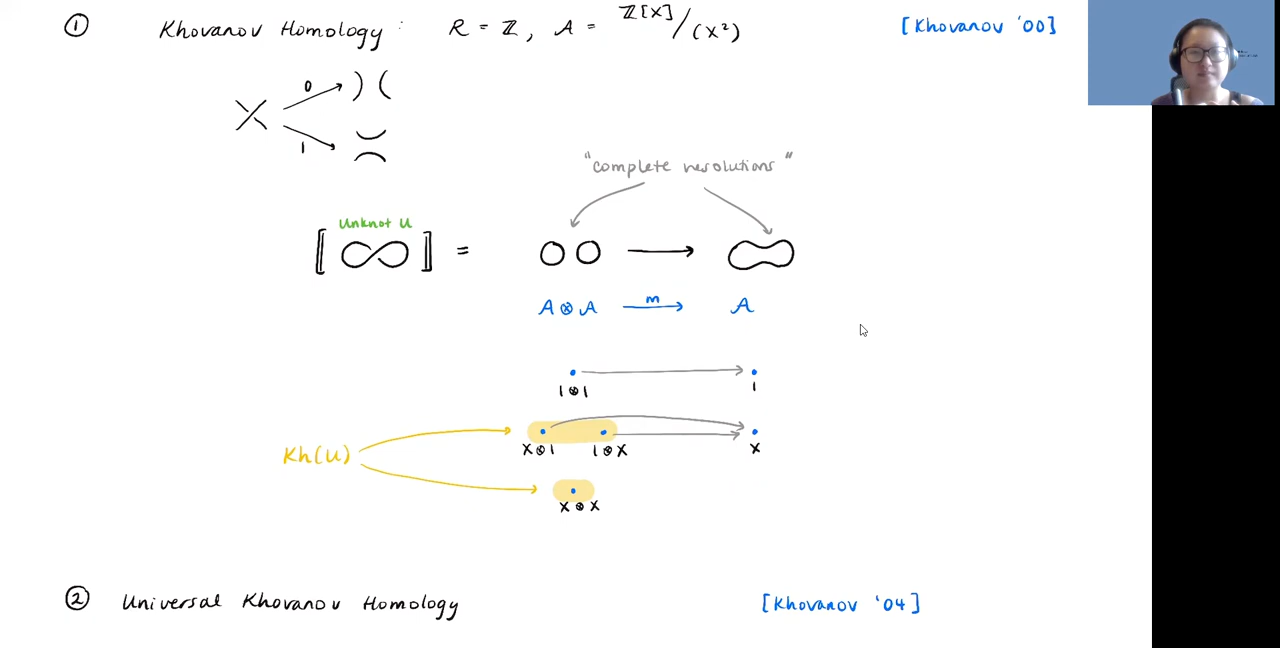 ① Khovanov Homology : R = ℤ, A = ℤ[X]/(X²) [Khovanov '00]
0
1
"complete resolutions"
Unknot U
⟦ ⟧ = →
A ⊗ A m→ A
1⊗1 1
X⊗1 1⊗X X
Kh(U)
X⊗X
② Universal Khovanov Homology [Khovanov '04]